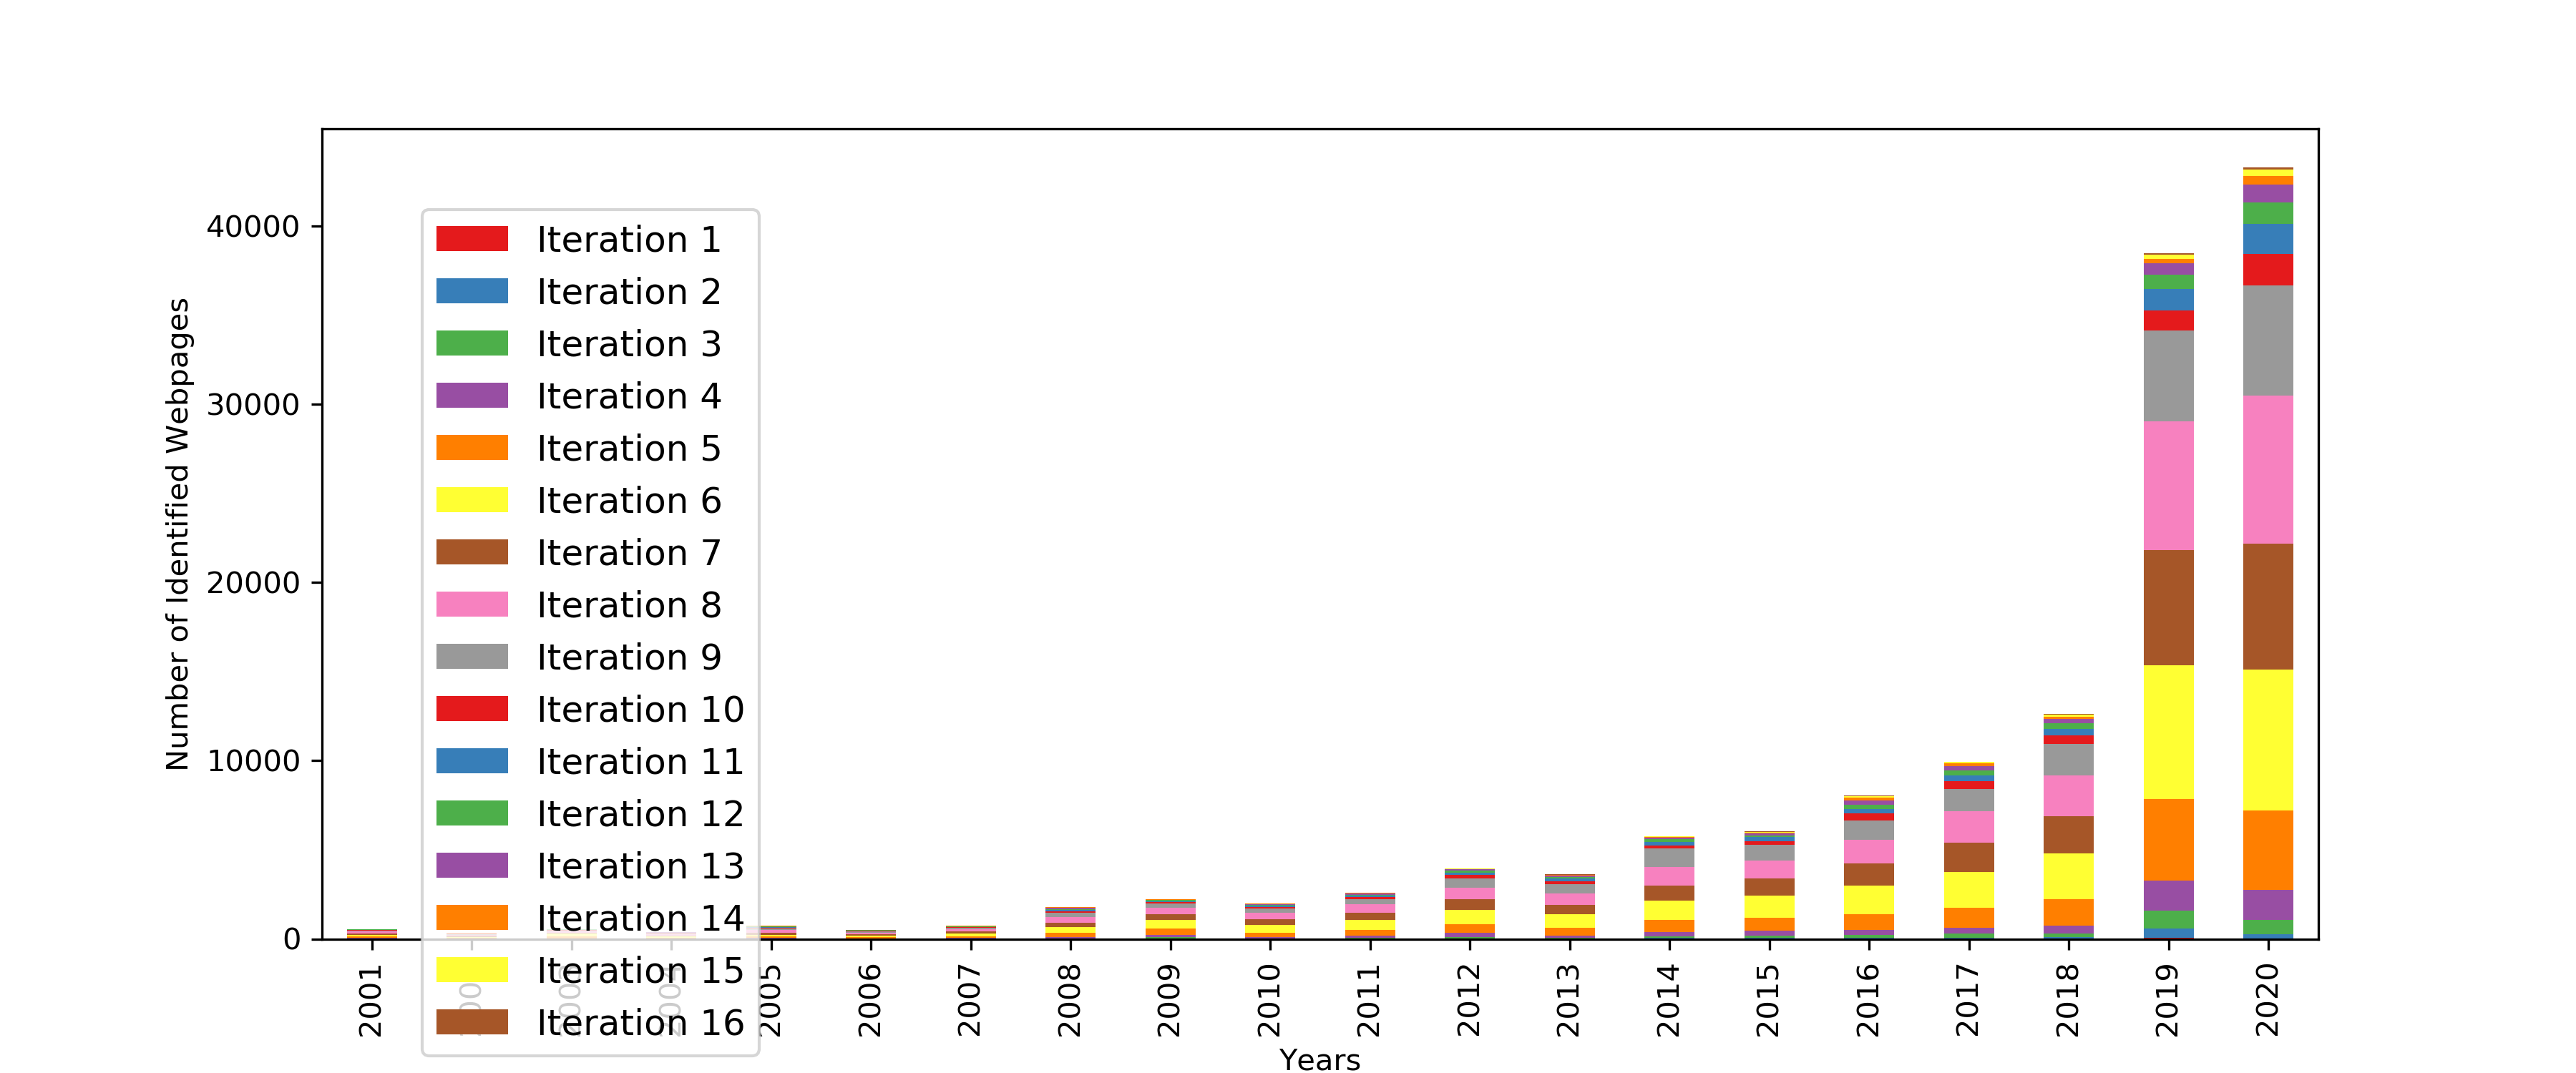 Number of Identified Webpages
40000
30000
20000
10000
0
Iteration 1
Iteration 2
Iteration 3
Iteration 4
Iteration 5
Iteration 6
Iteration 7
Iteration 8
Iteration 9
Iteration 10
Iteration 11
Iteration 12
Iteration 13
Iteration 14
Iteration 15
Iteration 16
2001
2005
2006
2007
2008
2009
2010
2011
2012
2013
2014
2015
2016
2017
2018
2019
2020
Years